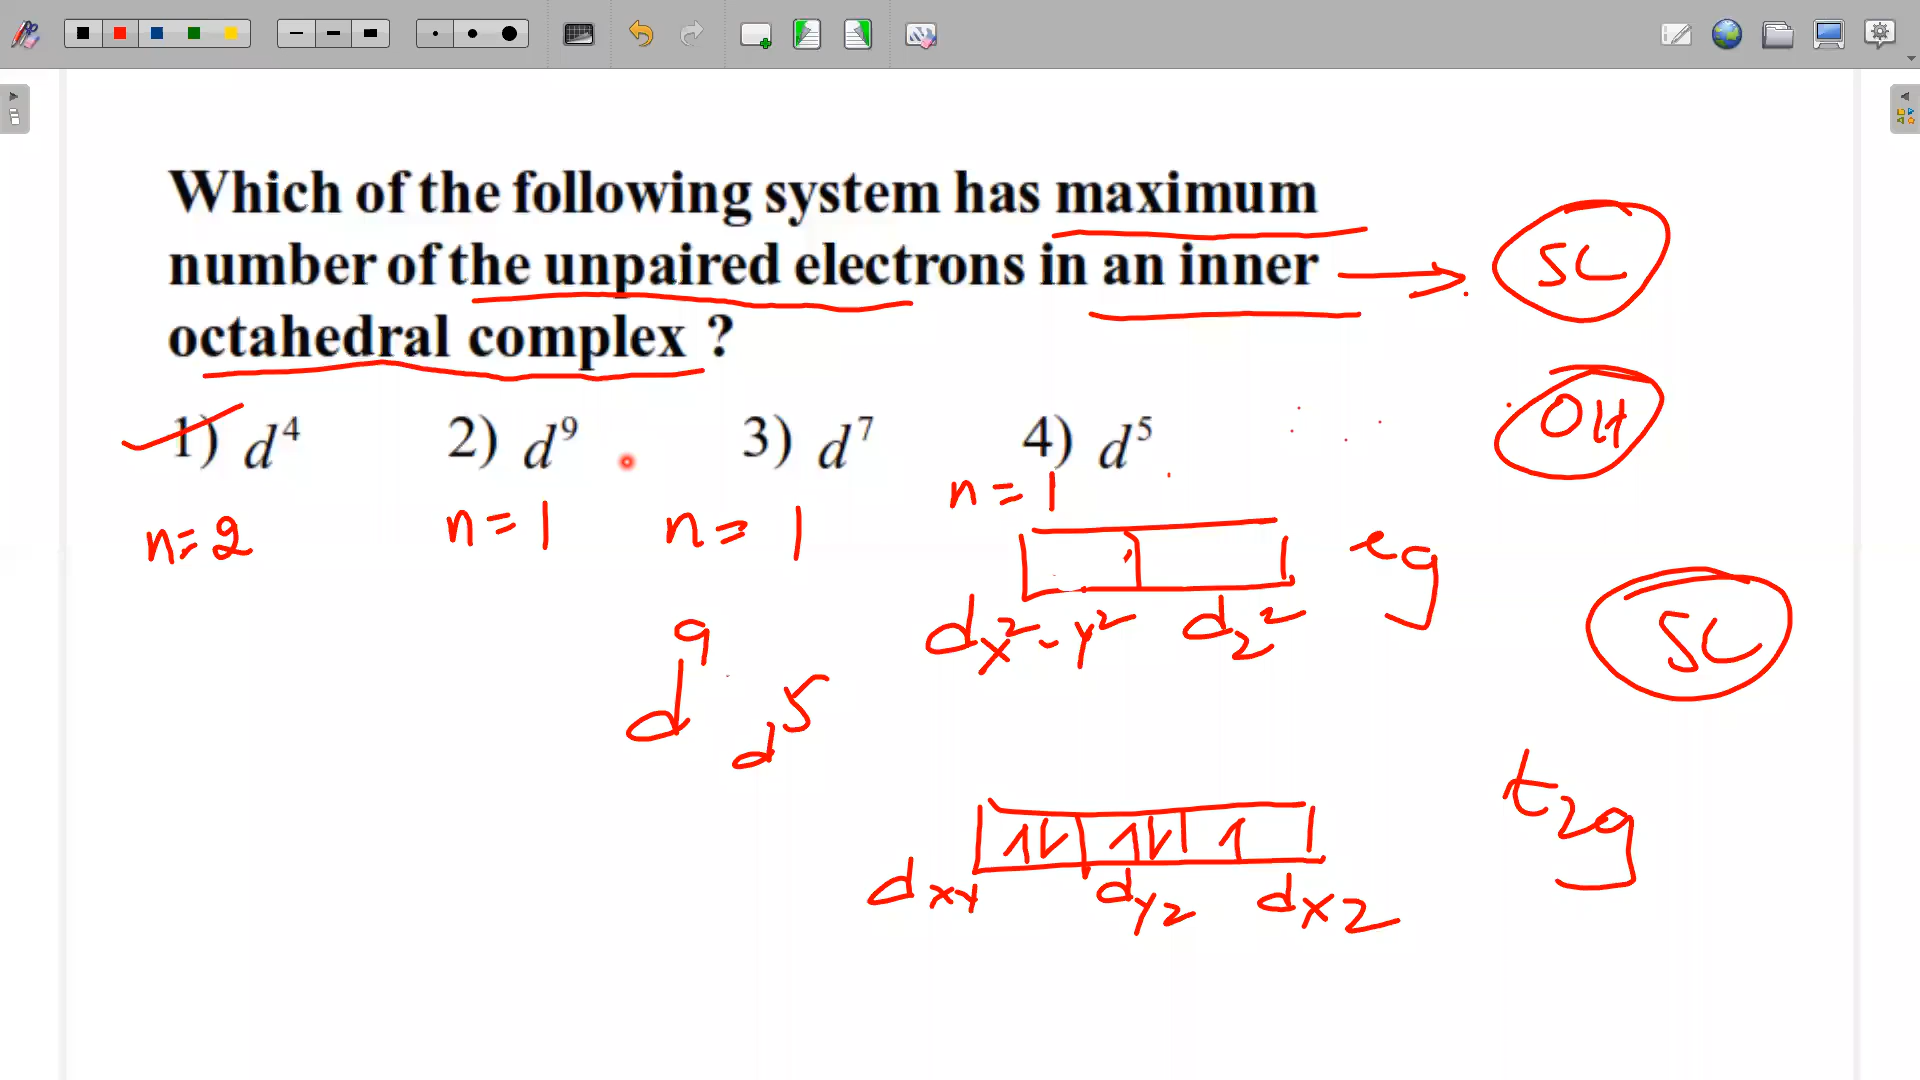 Which of the following system has maximum
number of the unpaired electrons in an inner
octahedral complex ?
SC
OH
1) d⁴ 2) d⁹ 3) d⁷ 4) d⁵
n=2 n=1 n=1 n=1
eg
dx²-y² dz²
SC
d⁹
d⁵
t2g
dxy dyz dxz